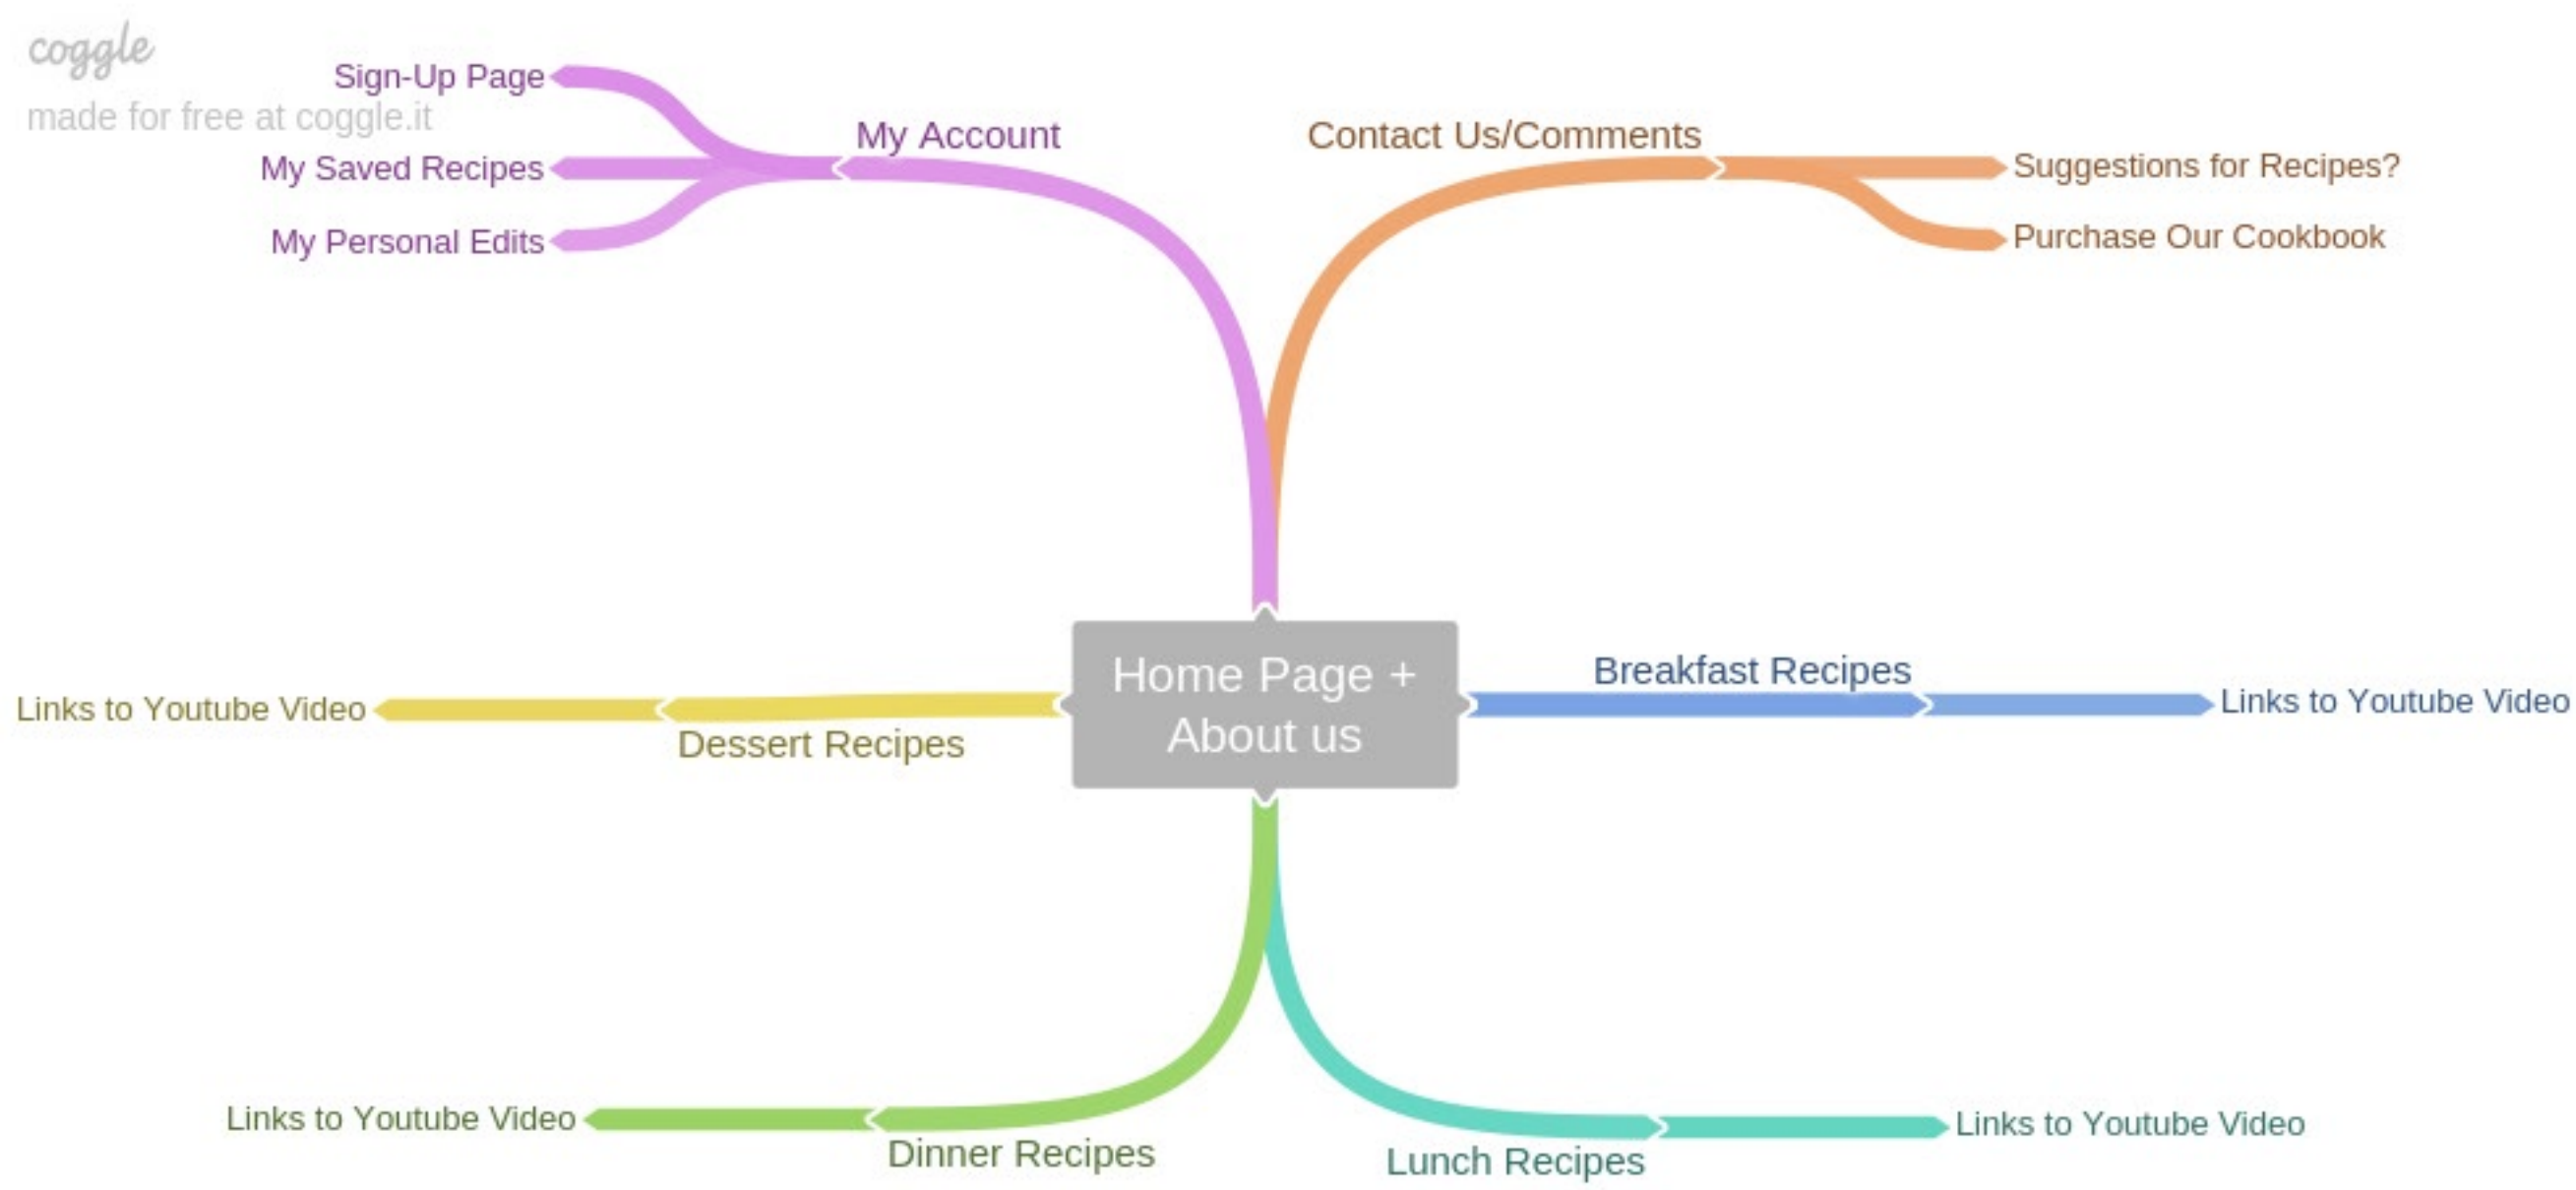 coggle
made for free at coggle.it
Sign-Up Page
My Saved Recipes
My Personal Edits
My Account
Contact Us/Comments
Suggestions for Recipes?
Purchase Our Cookbook
Home Page +
About us
Breakfast Recipes
Links to Youtube Video
Links to Youtube Video
Dessert Recipes
Links to Youtube Video
Dinner Recipes
Lunch Recipes
Links to Youtube Video